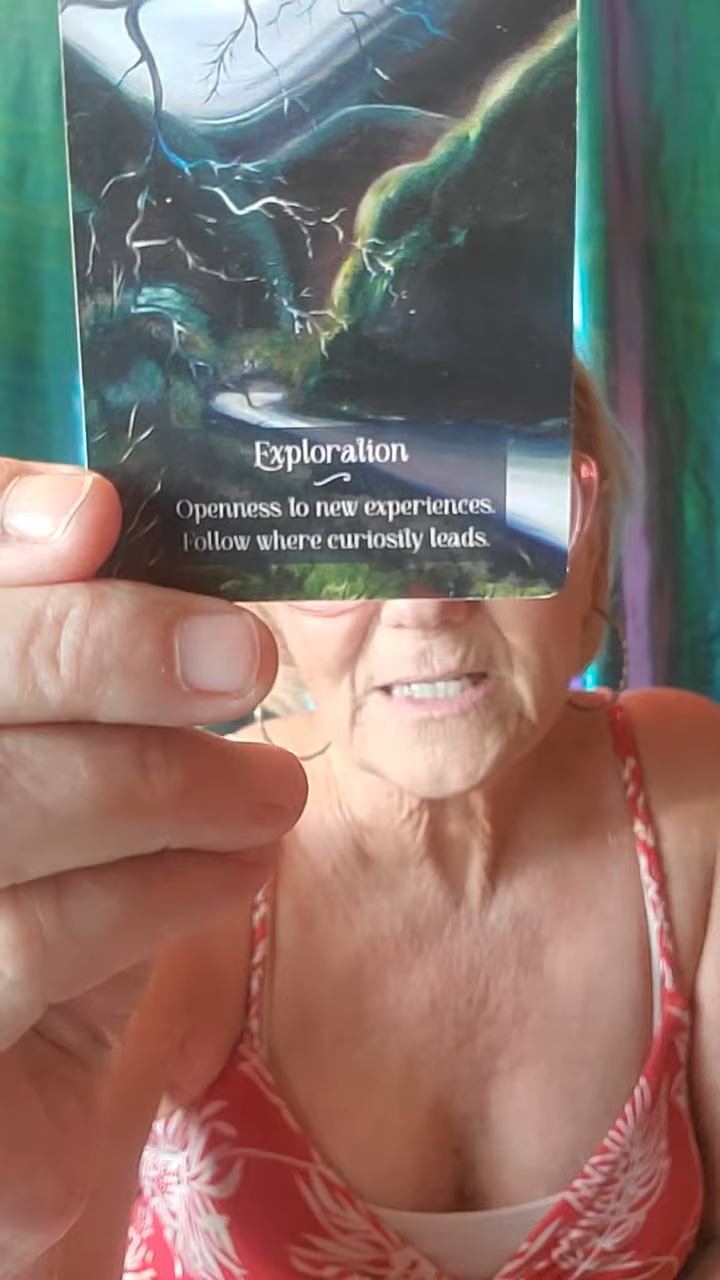 Exploration
Openness to new experiences.
Follow where curiosity leads.